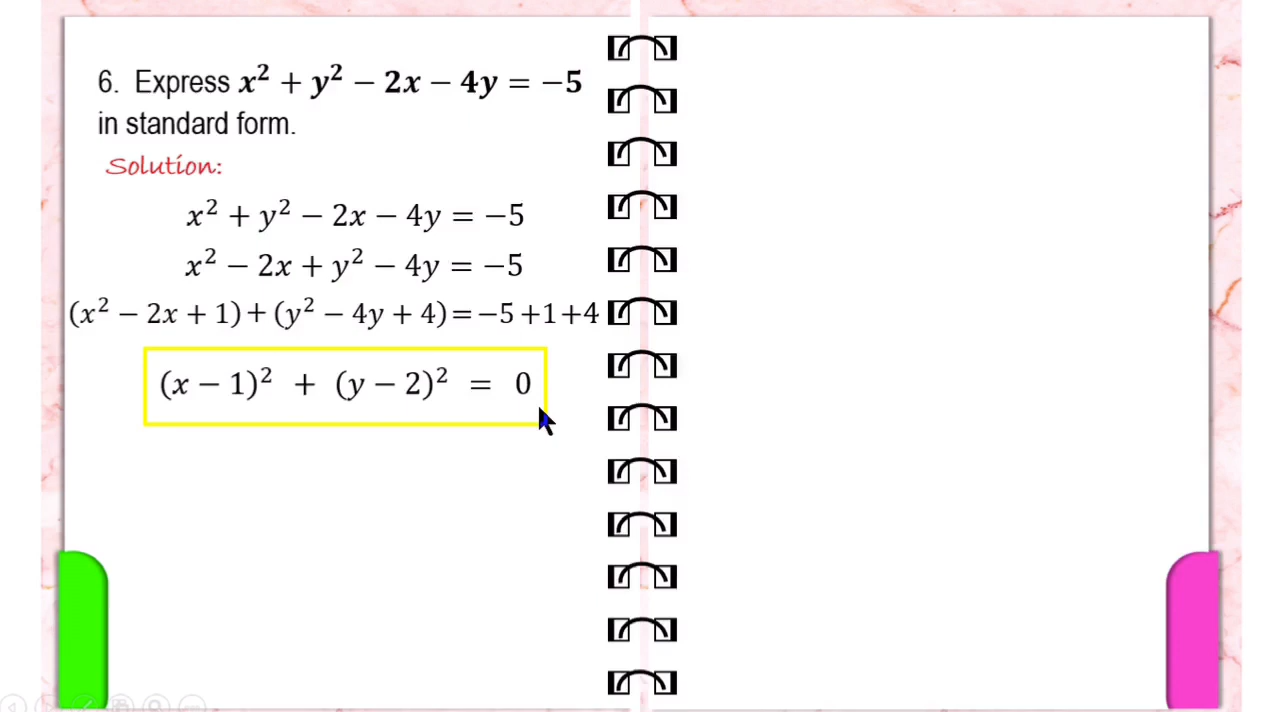 6. Express x² + y² − 2x − 4y = −5
in standard form.
Solution:
x² + y² − 2x − 4y = −5
x² − 2x + y² − 4y = −5
(x² − 2x + 1) + (y² − 4y + 4) = −5 +1 +4
(x − 1)² + (y − 2)² = 0